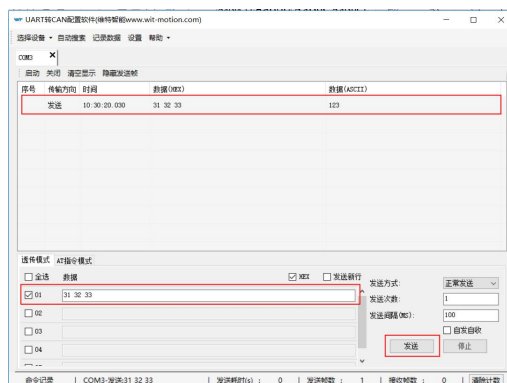 UART转CAN配置软件(维特智能www.wit-motion.com)
选择设备 自动搜索 记录数据 设置 帮助
COM3 X
启动 关闭 清空显示 隐藏发送帧
序号 传输方向 时间 数据(HEX) 数据(ASCII)
发送 10:30:20.030 31 32 33 123
透传模式 AT指令模式
全选 数据 HEX 发送新行
发送方式: 正常发送
01 31 32 33
发送次数: 1
02
发送间隔(MS): 100
03
自发自收
04
发送 停止
命令记录 | COM3-发送:31 32 33 | 发送耗时(s) : 0 | 发送帧数 : 1 | 接收帧数 : 0 | 清除计数